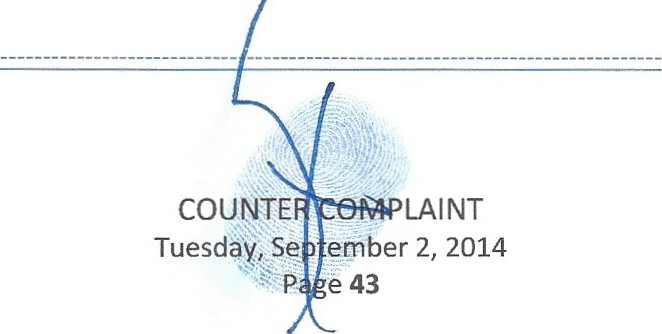 COUNTER COMPLAINT
Tuesday, September 2, 2014
Page 43